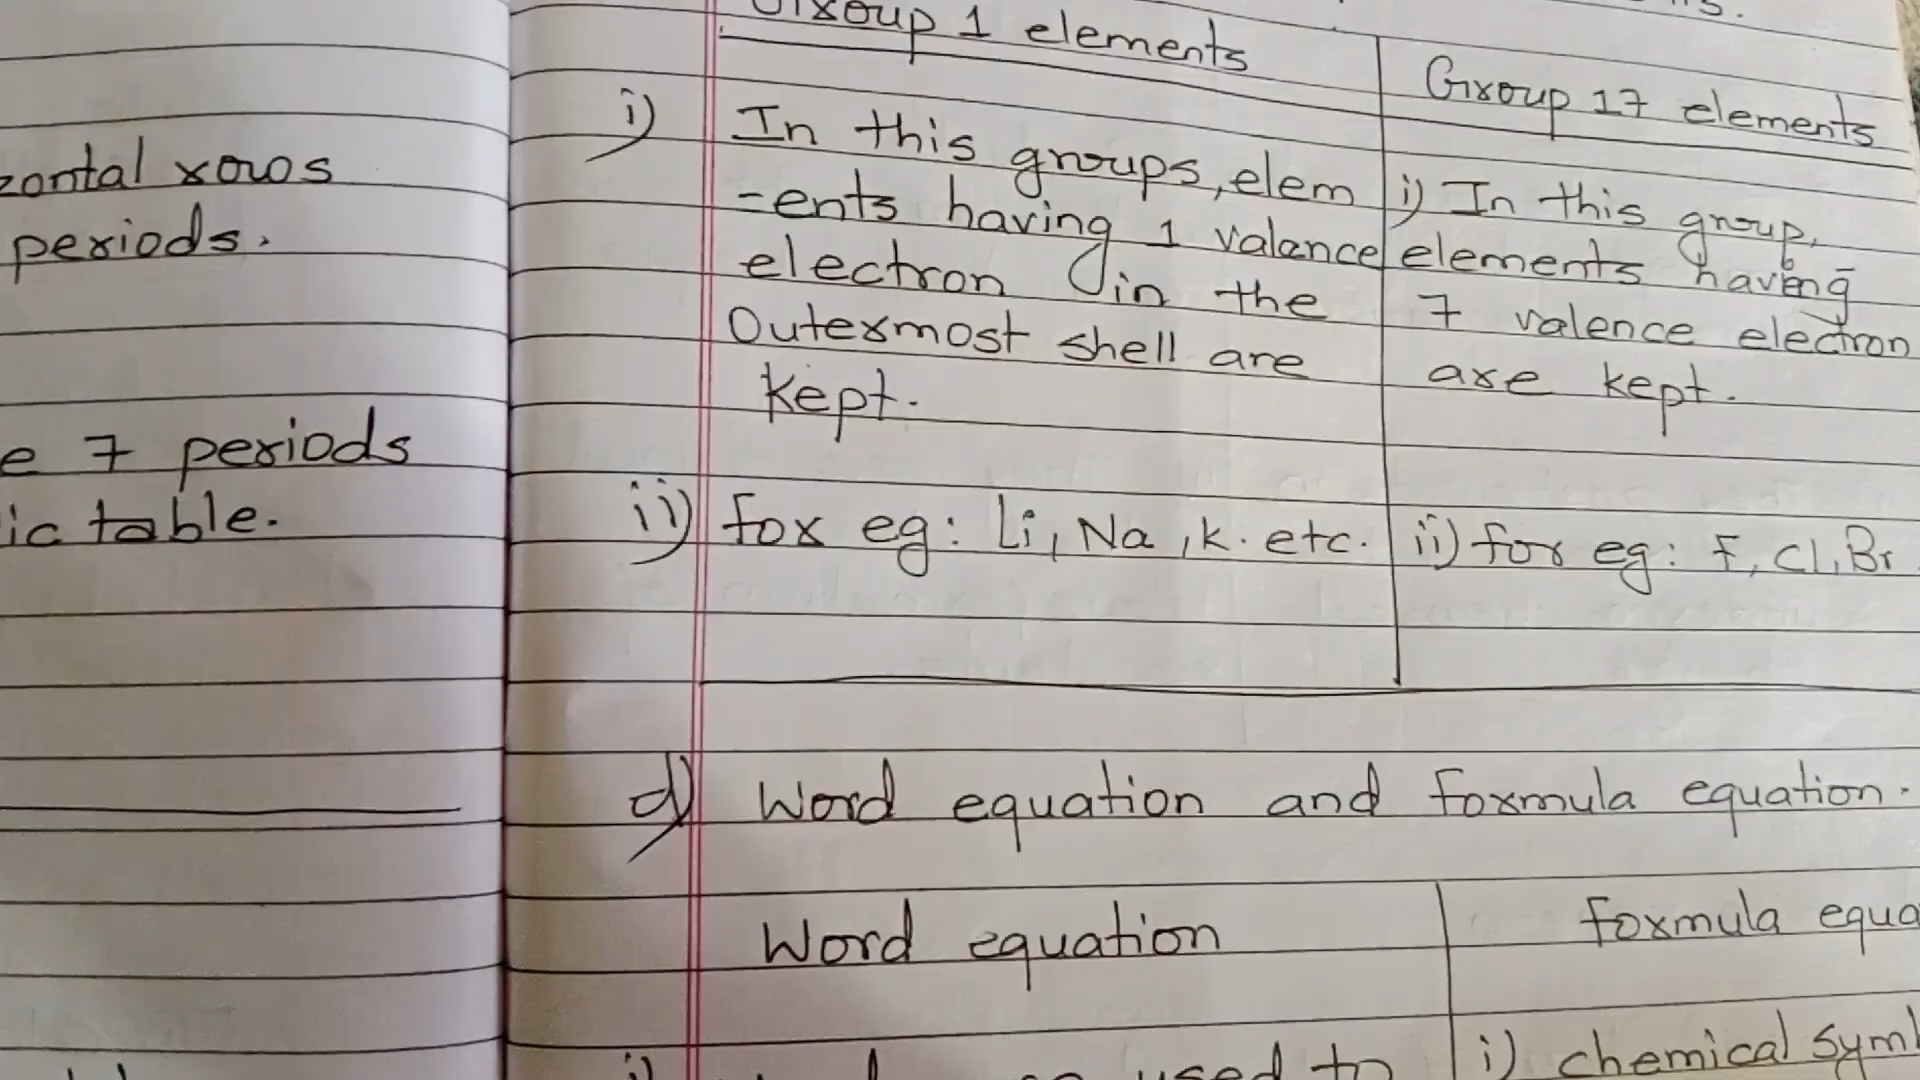 zontal rows
periods.
e 7 periods
ic table.
Group 1 elements
i) In this groups, elem
-ents having 1 valance
electron in the
Outermost shell are
kept.
ii) for eg: Li, Na, K. etc.
Group 17 elements
i) In this group,
elements having
7 valence electron
are kept.
ii) for eg: F, Cl, Br
d) Word equation and formula equation.
Word equation
formula equa
used to
i) chemical symb